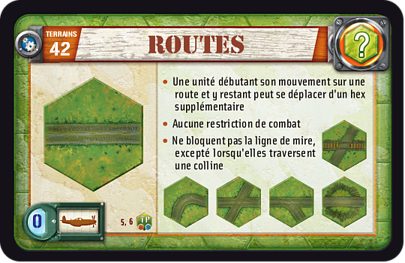 TERRAINS
42
ROUTES
?
• Une unité débutant son mouvement sur une
route et y restant peut se déplacer d'un hex
supplémentaire
• Aucune restriction de combat
• Ne bloquent pas la ligne de mire,
excepté lorsqu'elles traversent
une colline
0
5, 6